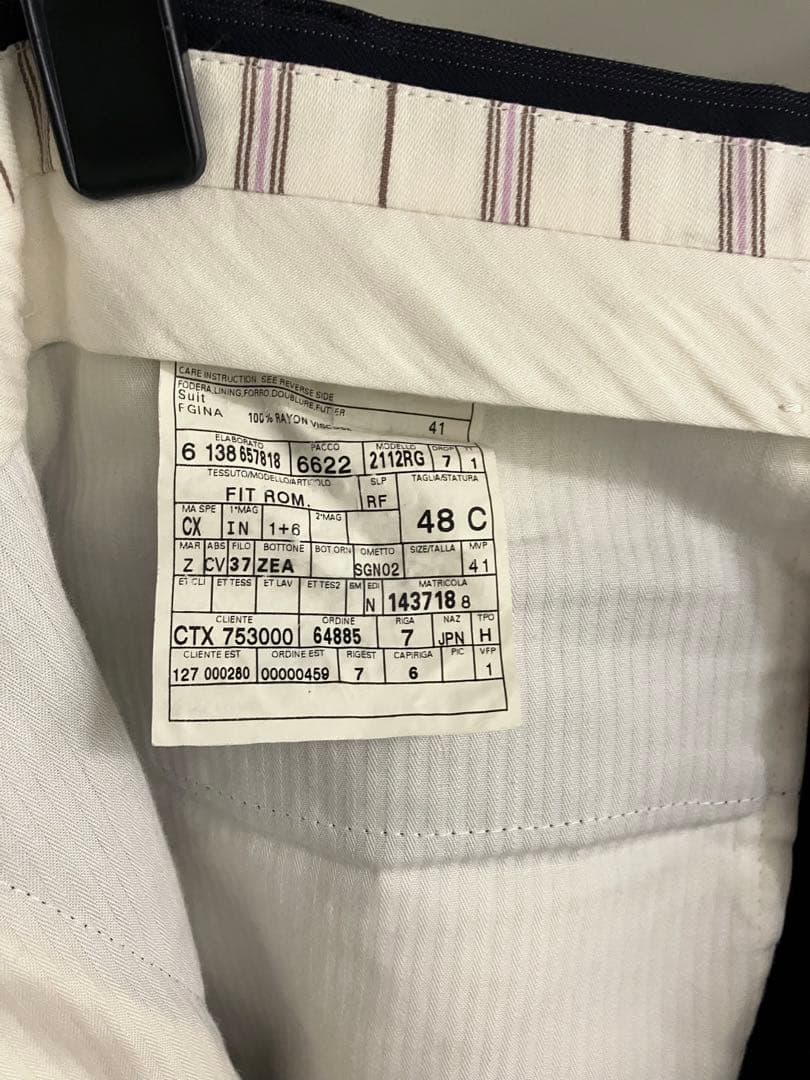 CARE INSTRUCTION SEE REVERSE SIDE
FODERA, LINING, FORRO, DOUBLURE, FUTTER
Suit
FGINA 100% RAYON 41
ELABORATO PACCO MODELLO DROP
6 138 657818 6622 2112RG 7 1
TESSUTO/MODELLO/ARTICOLO SLP TAGLIA/STATURA
FIT ROM. RF 48 C
MA SPE 1°MAG 2°MAG
CX IN 1+6
MAR ABS FILO BOTTONE BOT.ORN OMETTO SIZE/TALLA MVP
Z CV 37 ZEA SGN02 41
ET CLI ET TESS ET LAV ET TES2 SM EDI MATRICOLA
N 143718 8
CLIENTE ORDINE RIGA NAZ TPO
CTX 753000 64885 7 JPN H
CLIENTE EST ORDINE EST RIGEST CAPI/RIGA PIC VFP
127 000280 00000459 7 6 1